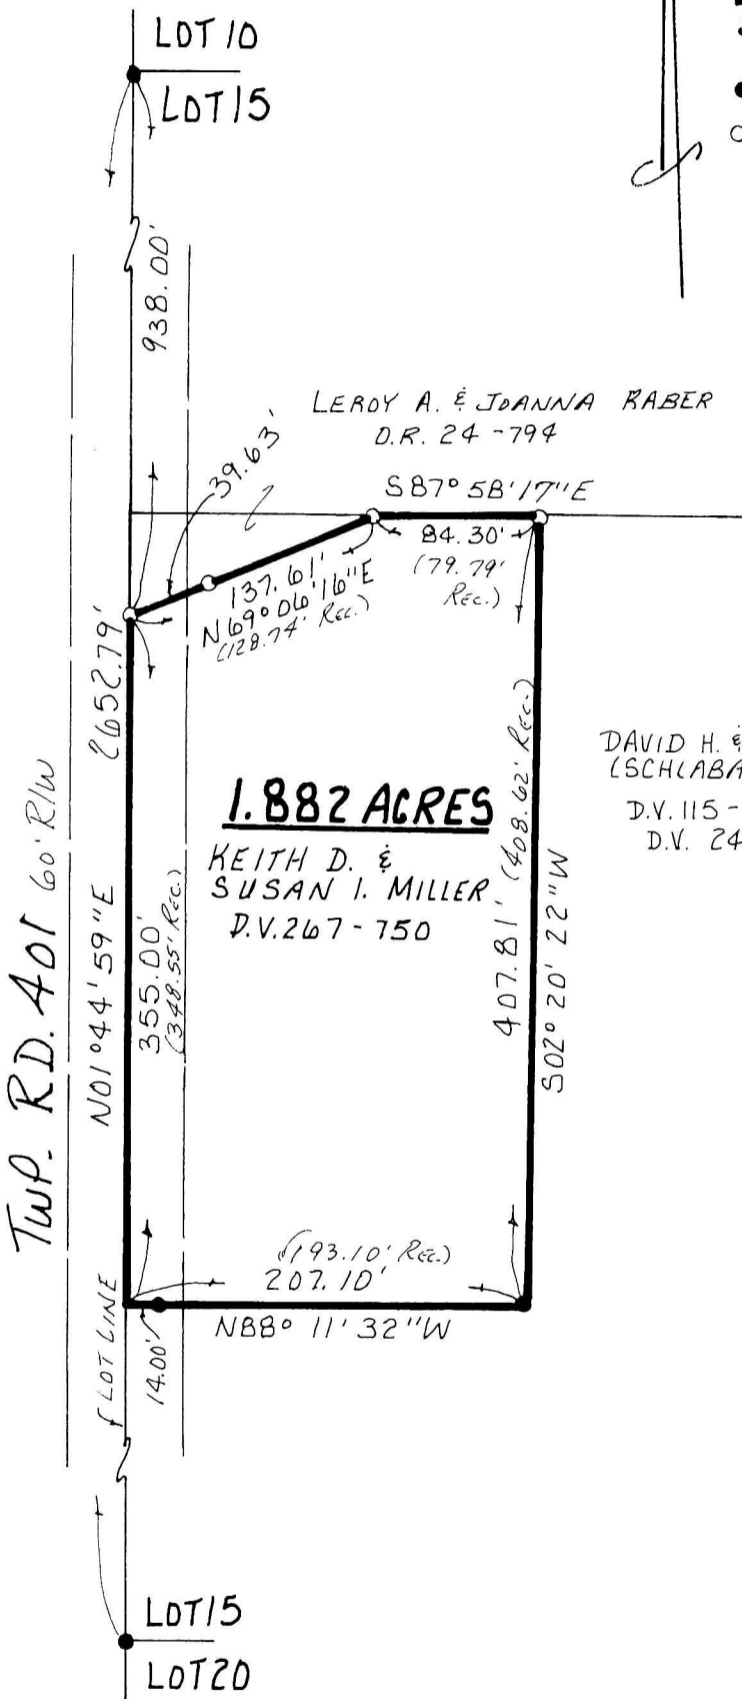 LOT 10
LOT 15
938.00'
LEROY A. & JOANNA RABER
O.R. 24-794
39.63'
S87° 58' 17" E
84.30'
(79.79'
REC.)
137.61'
N69° 06' 16" E
(128.74' REC.)
2652.79'
DAVID H. &
(SCHLABA
D.V. 115-
D.V. 24
1.882 ACRES
KEITH D. &
SUSAN I. MILLER
D.V. 267-750
TWP. RD. 401 60' R/W
N01° 44' 59" E
355.00'
(348.55' REC.)
407.81' (408.62' REC.)
S02° 20' 22" W
(193.10' REC.)
207.10'
N88° 11' 32" W
14.00'
LOT LINE
LOT 15
LOT 20